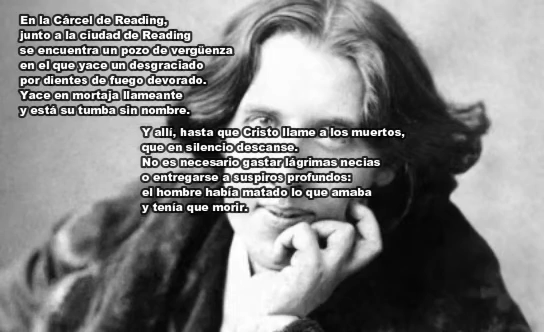 En la Cárcel de Reading,
junto a la ciudad de Reading
se encuentra un pozo de vergüenza
en el que yace un desgraciado
por dientes de fuego devorado.
Yace en mortaja llameante
y está su tumba sin nombre.
Y allí, hasta que Cristo llame a los muertos,
que en silencio descanse.
No es necesario gastar lágrimas necias
o entregarse a suspiros profundos:
el hombre había matado lo que amaba
y tenía que morir.